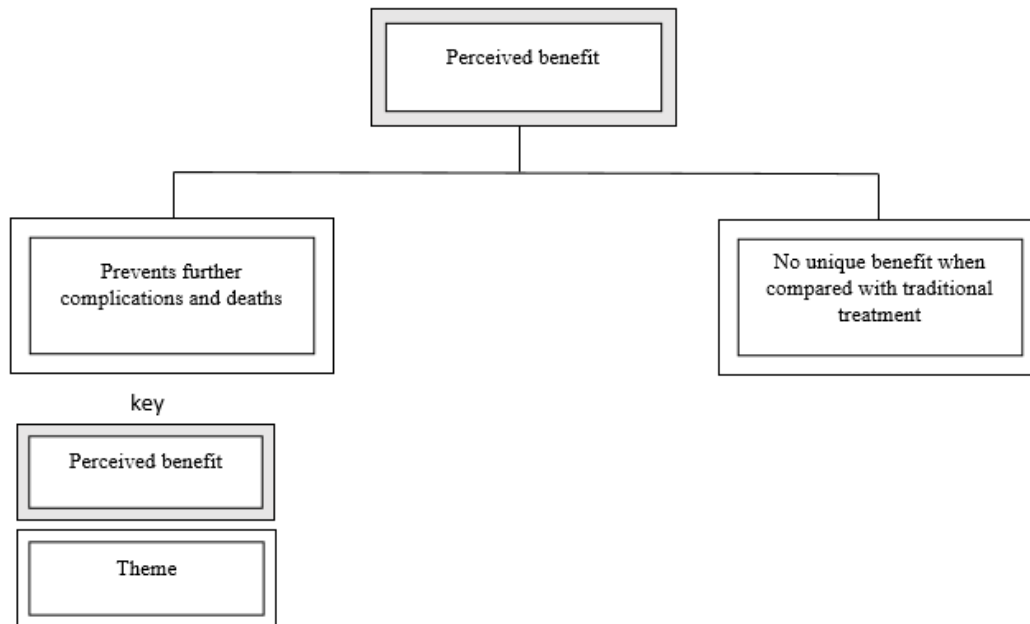 Perceived benefit
Prevents further
complications and deaths
No unique benefit when
compared with traditional
treatment
key
Perceived benefit
Theme